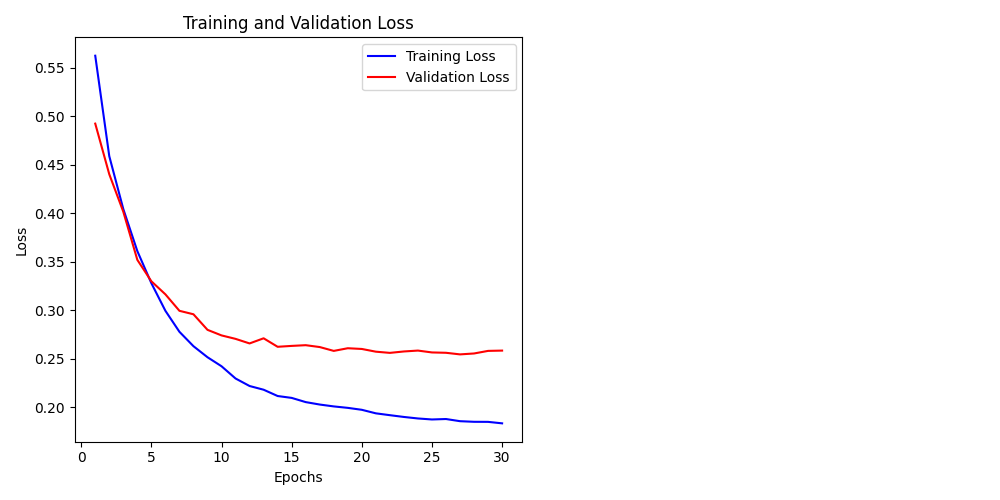 Training and Validation Loss
Training Loss
Validation Loss
0.55
0.50
0.45
0.40
0.35
0.30
0.25
0.20
Loss
0 5 10 15 20 25 30
Epochs